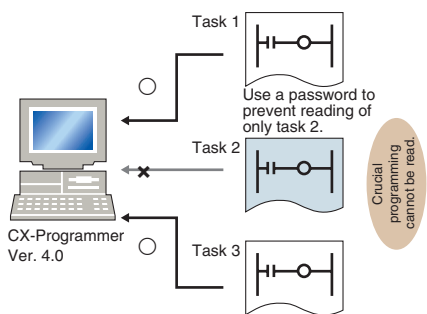 Task 1
Use a password to
prevent reading of
only task 2.
Task 2
Crucial
programming
cannot be read.
CX-Programmer
Ver. 4.0
Task 3